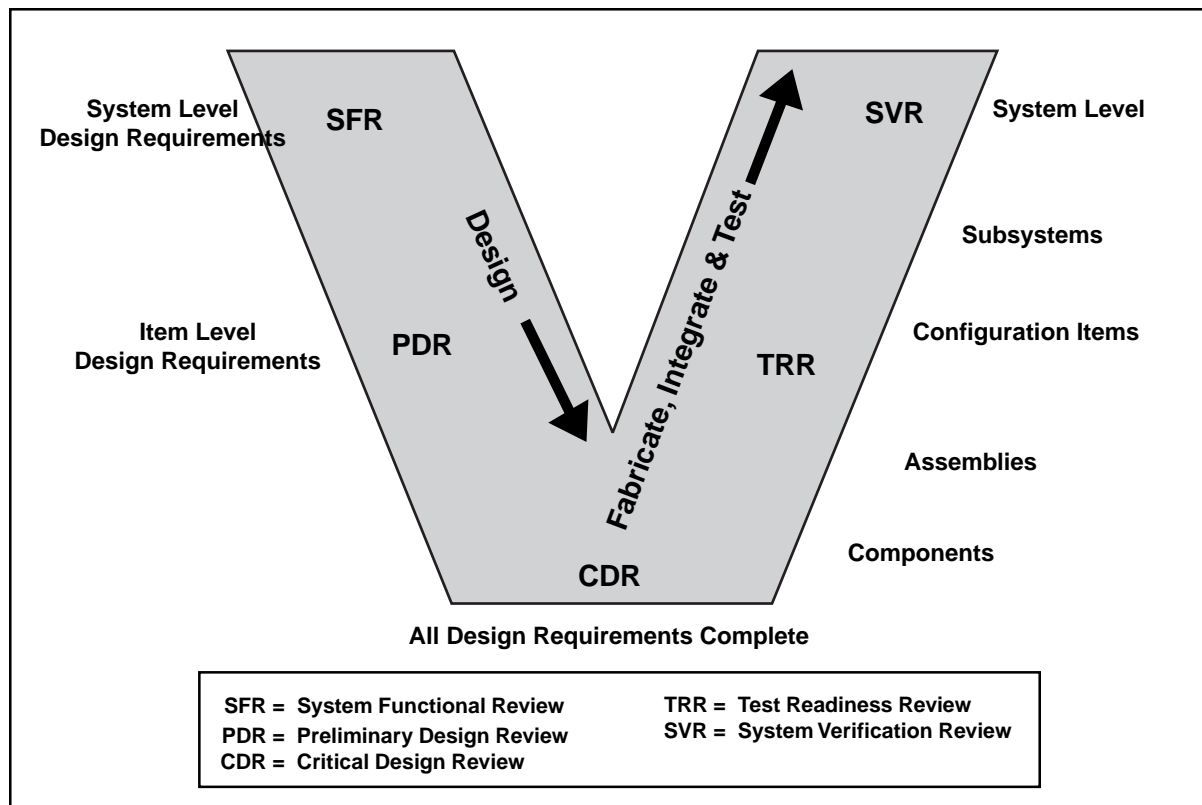 System Level
Design Requirements
SFR
SVR
System Level
Design
Fabricate, Integrate & Test
Subsystems
Item Level
Design Requirements
PDR
TRR
Configuration Items
Assemblies
Components
CDR
All Design Requirements Complete
SFR = System Functional Review
PDR = Preliminary Design Review
CDR = Critical Design Review
TRR = Test Readiness Review
SVR = System Verification Review